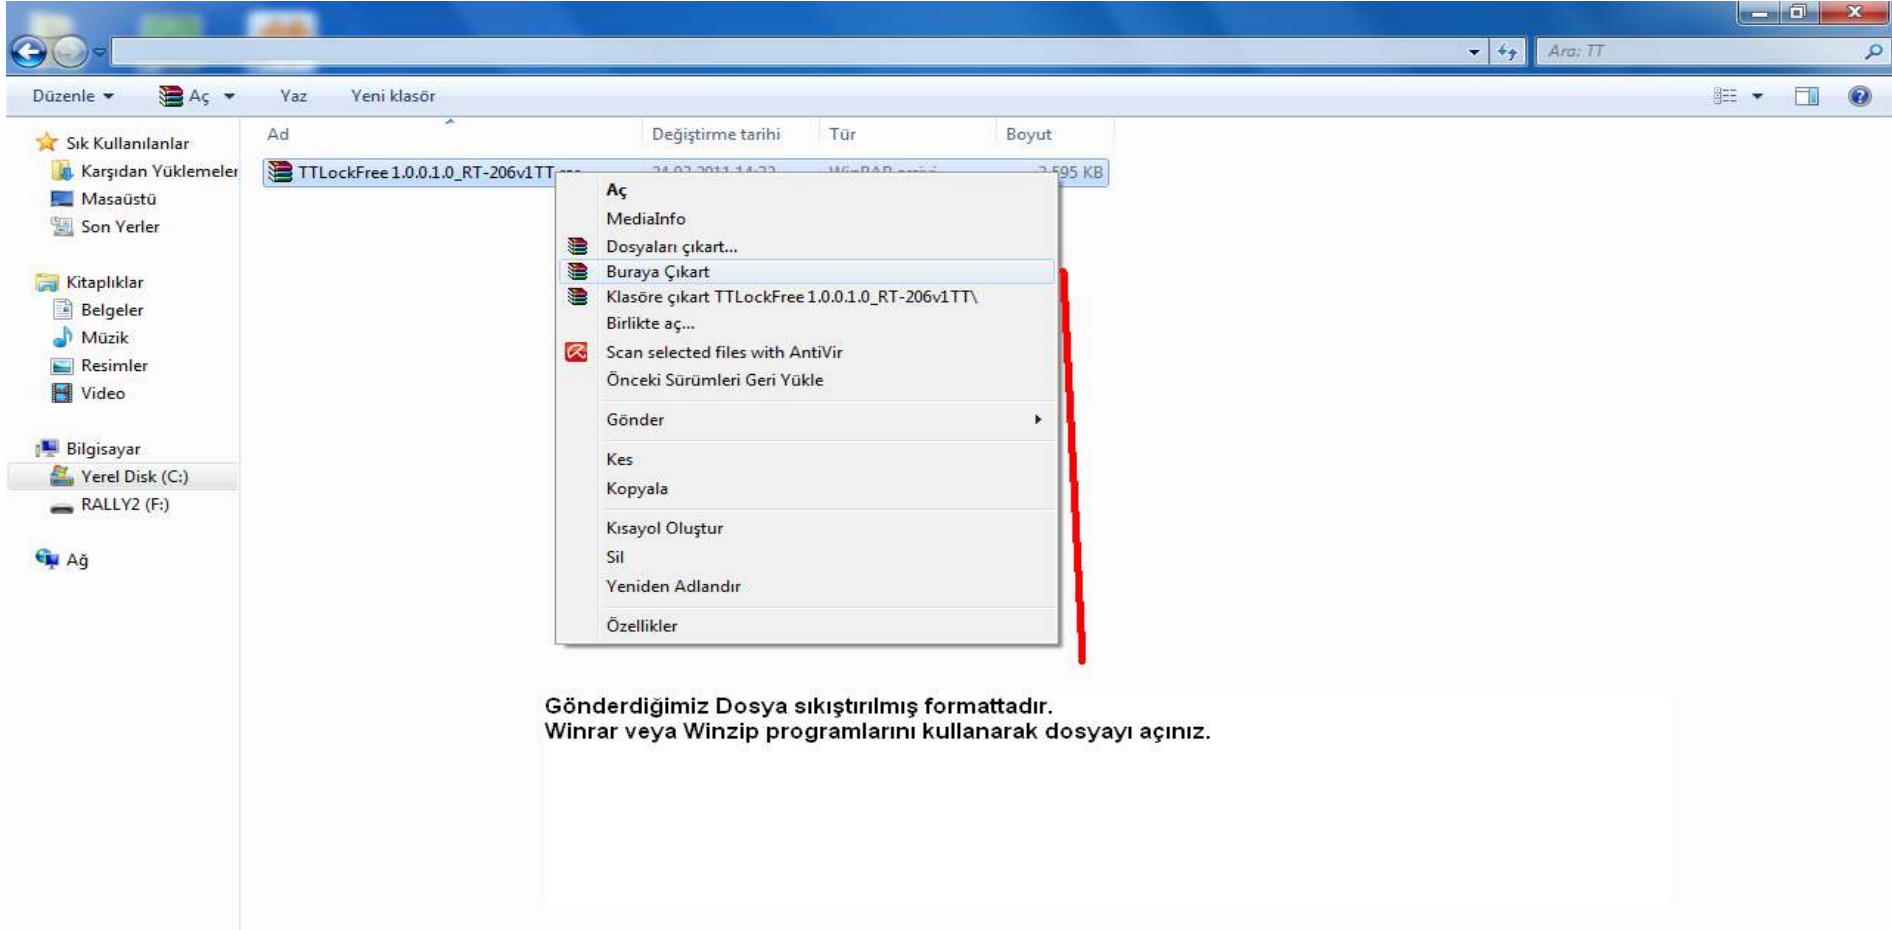 Ara: TT
Düzenle
Aç
Yaz
Yeni klasör
Sık Kullanılanlar
Karşıdan Yüklemeler
Masaüstü
Son Yerler
Kitaplıklar
Belgeler
Müzik
Resimler
Video
Bilgisayar
Yerel Disk (C:)
RALLY2 (F:)
Ağ
Ad Değiştirme tarihi Tür Boyut
TTLockFree 1.0.0.1.0_RT-206v1TT 595 KB
Aç
MediaInfo
Dosyaları çıkart...
Buraya Çıkart
Klasöre çıkart TTLockFree 1.0.0.1.0_RT-206v1TT\
Birlikte aç...
Scan selected files with AntiVir
Önceki Sürümleri Geri Yükle
Gönder
Kes
Kopyala
Kısayol Oluştur
Sil
Yeniden Adlandır
Özellikler
Gönderdiğimiz Dosya sıkıştırılmış formattadır.
Winrar veya Winzip programlarını kullanarak dosyayı açınız.